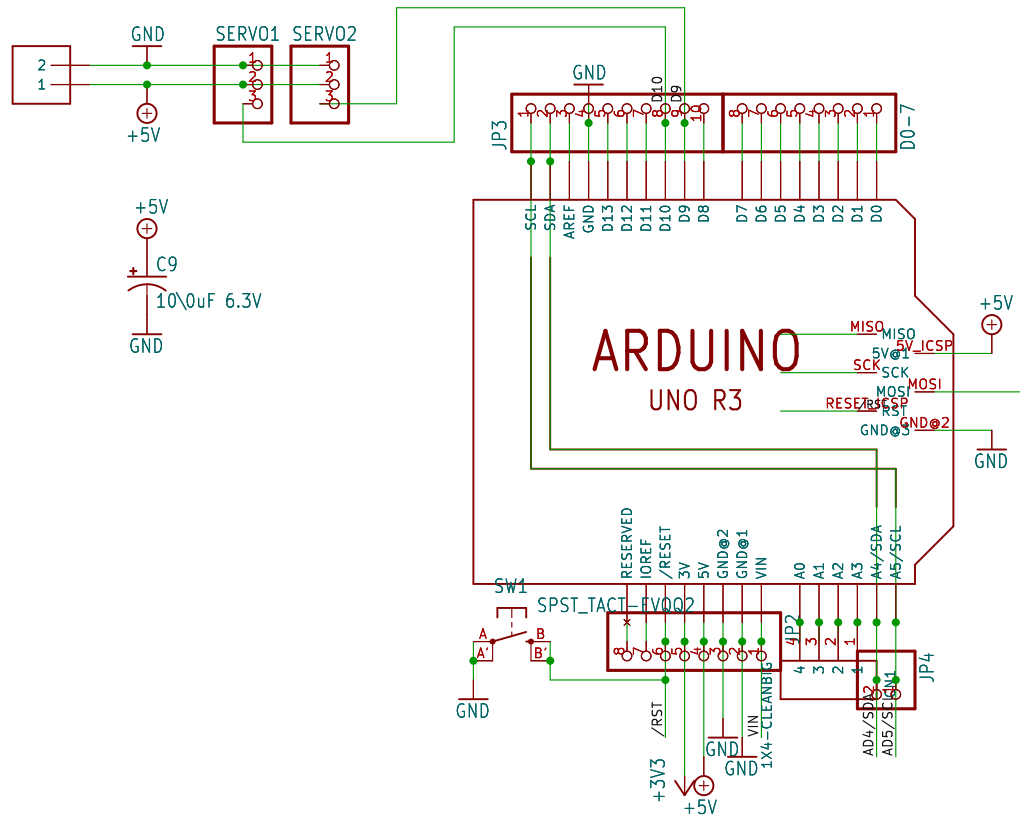 GND
SERVO1
SERVO2
2
1
1
2
3
1
2
3
+5V
GND
D10
D9
JP3
1
2
3
4
5
6
7
8
9
10
8
7
6
5
4
3
2
1
D0-7
SCL
SDA
AREF
GND
D13
D12
D11
D10
D9
D8
D7
D6
D5
D4
D3
D2
D1
D0
+5V
C9
10\0uF 6.3V
GND
ARDUINO
UNO R3
MISO
MISO
+5V
5V@1
5V_ICSP
SCK
SCK
MOSI
MOSI
RESET_ICSP
/RST
RST
GND@3
GND@2
GND
RESERVED
IOREF
/RESET
3V
5V
GND@2
GND@1
VIN
A0
A1
A2
A3
A4/SDA
A5/SCL
SW1
SPST_TACT-EVQQ2
A
B
A'
B'
GND
8
7
6
5
4
3
2
1
JP2
4
3
2
1
4
3
2
1
JP4
2
1
CN1
1X4-CLEANBIG
/RST
VIN
AD4/SDA
AD5/SCL
GND
GND
+3V3
+5V